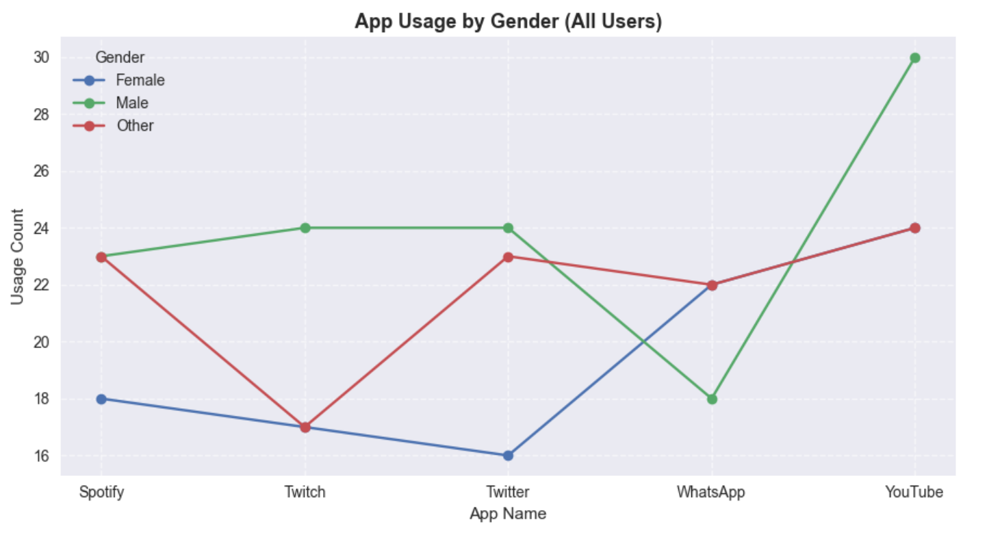 App Usage by Gender (All Users)
Gender
Female
Male
Other
Usage Count
30
28
26
24
22
20
18
16
Spotify Twitch Twitter WhatsApp YouTube
App Name